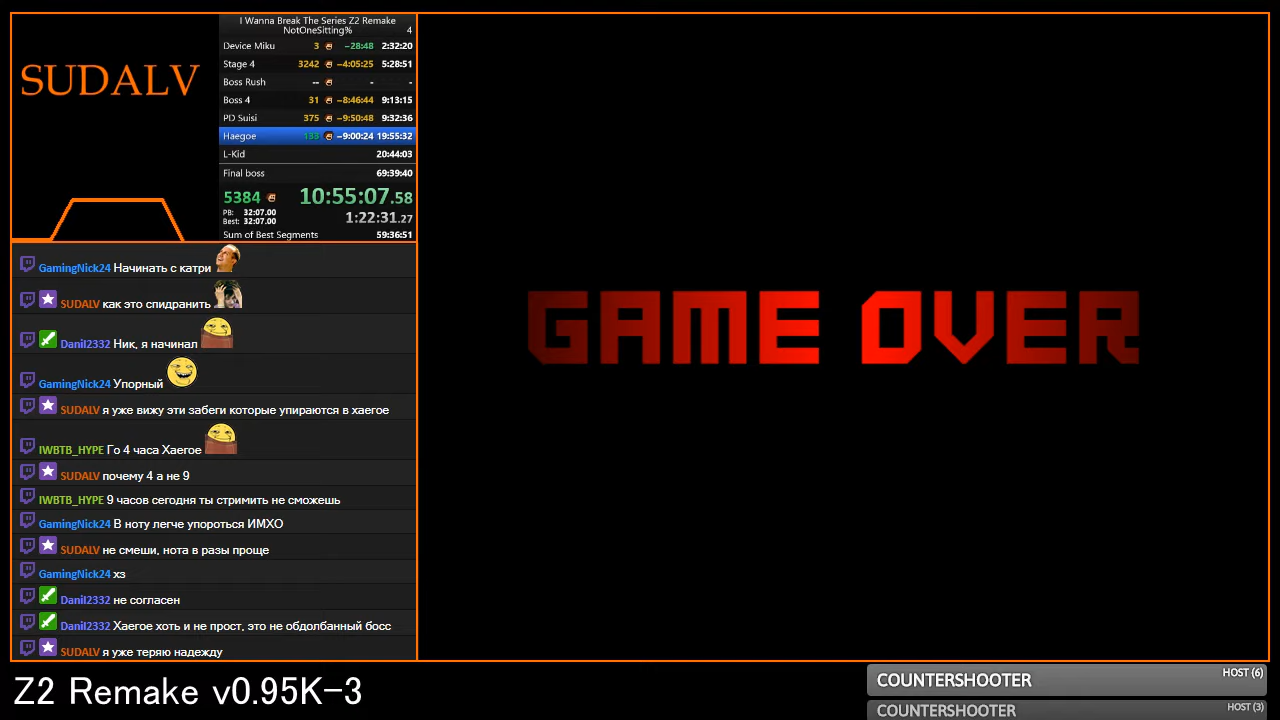 SUDALV
I Wanna Break The Series Z2 Remake
NotOneSitting% 4
Device Miku 3 −28:48 2:32:20
Stage 4 3242 −4:05:25 5:28:51
Boss Rush -- - -
Boss 4 31 −8:46:44 9:13:15
PD Suisi 375 −9:50:48 9:32:36
Haegoe 133 −9:00:24 19:55:32
L-Kid 20:44:03
Final boss 69:39:40
5384 10:55:07.58
PB: 32:07.00
Best: 32:07.00
1:22:31.27
Sum of Best Segments 59:36:51
GamingNick24 Начинать с катри
SUDALV как это спидранить
Danil2332 Ник, я начинал
GamingNick24 Упорный
SUDALV я уже вижу эти забеги которые упираются в хаегое
IWBTB_HYPE Го 4 часа Хаегое
SUDALV почему 4 а не 9
IWBTB_HYPE 9 часов сегодня ты стримить не сможешь
GamingNick24 В ноту легче упороться ИМХО
SUDALV не смеши, нота в разы проще
GamingNick24 хз
Danil2332 не согласен
Danil2332 Хаегое хоть и не прост, это не обдолбанный босс
SUDALV я уже теряю надежду
GAME OVER
Z2 Remake v0.95K-3
COUNTERSHOOTER HOST (6)
COUNTERSHOOTER HOST (3)